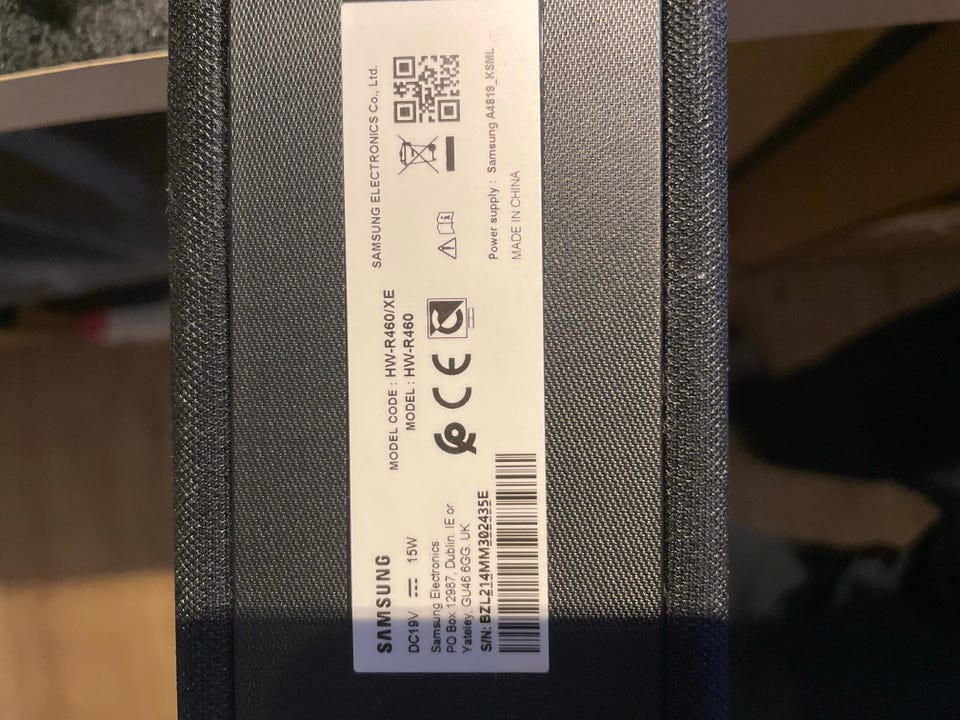 SAMSUNG
DC19V ⎓ 15W
Samsung Electronics
PO Box 12987, Dublin. IE or
Yateley, GU46 6GG. UK
S/N: BZL214MM302435E
MODEL CODE : HW-R460/XE
MODEL : HW-R460
SAMSUNG ELECTRONICS Co., Ltd.
Power supply : Samsung A4819_KSML
MADE IN CHINA